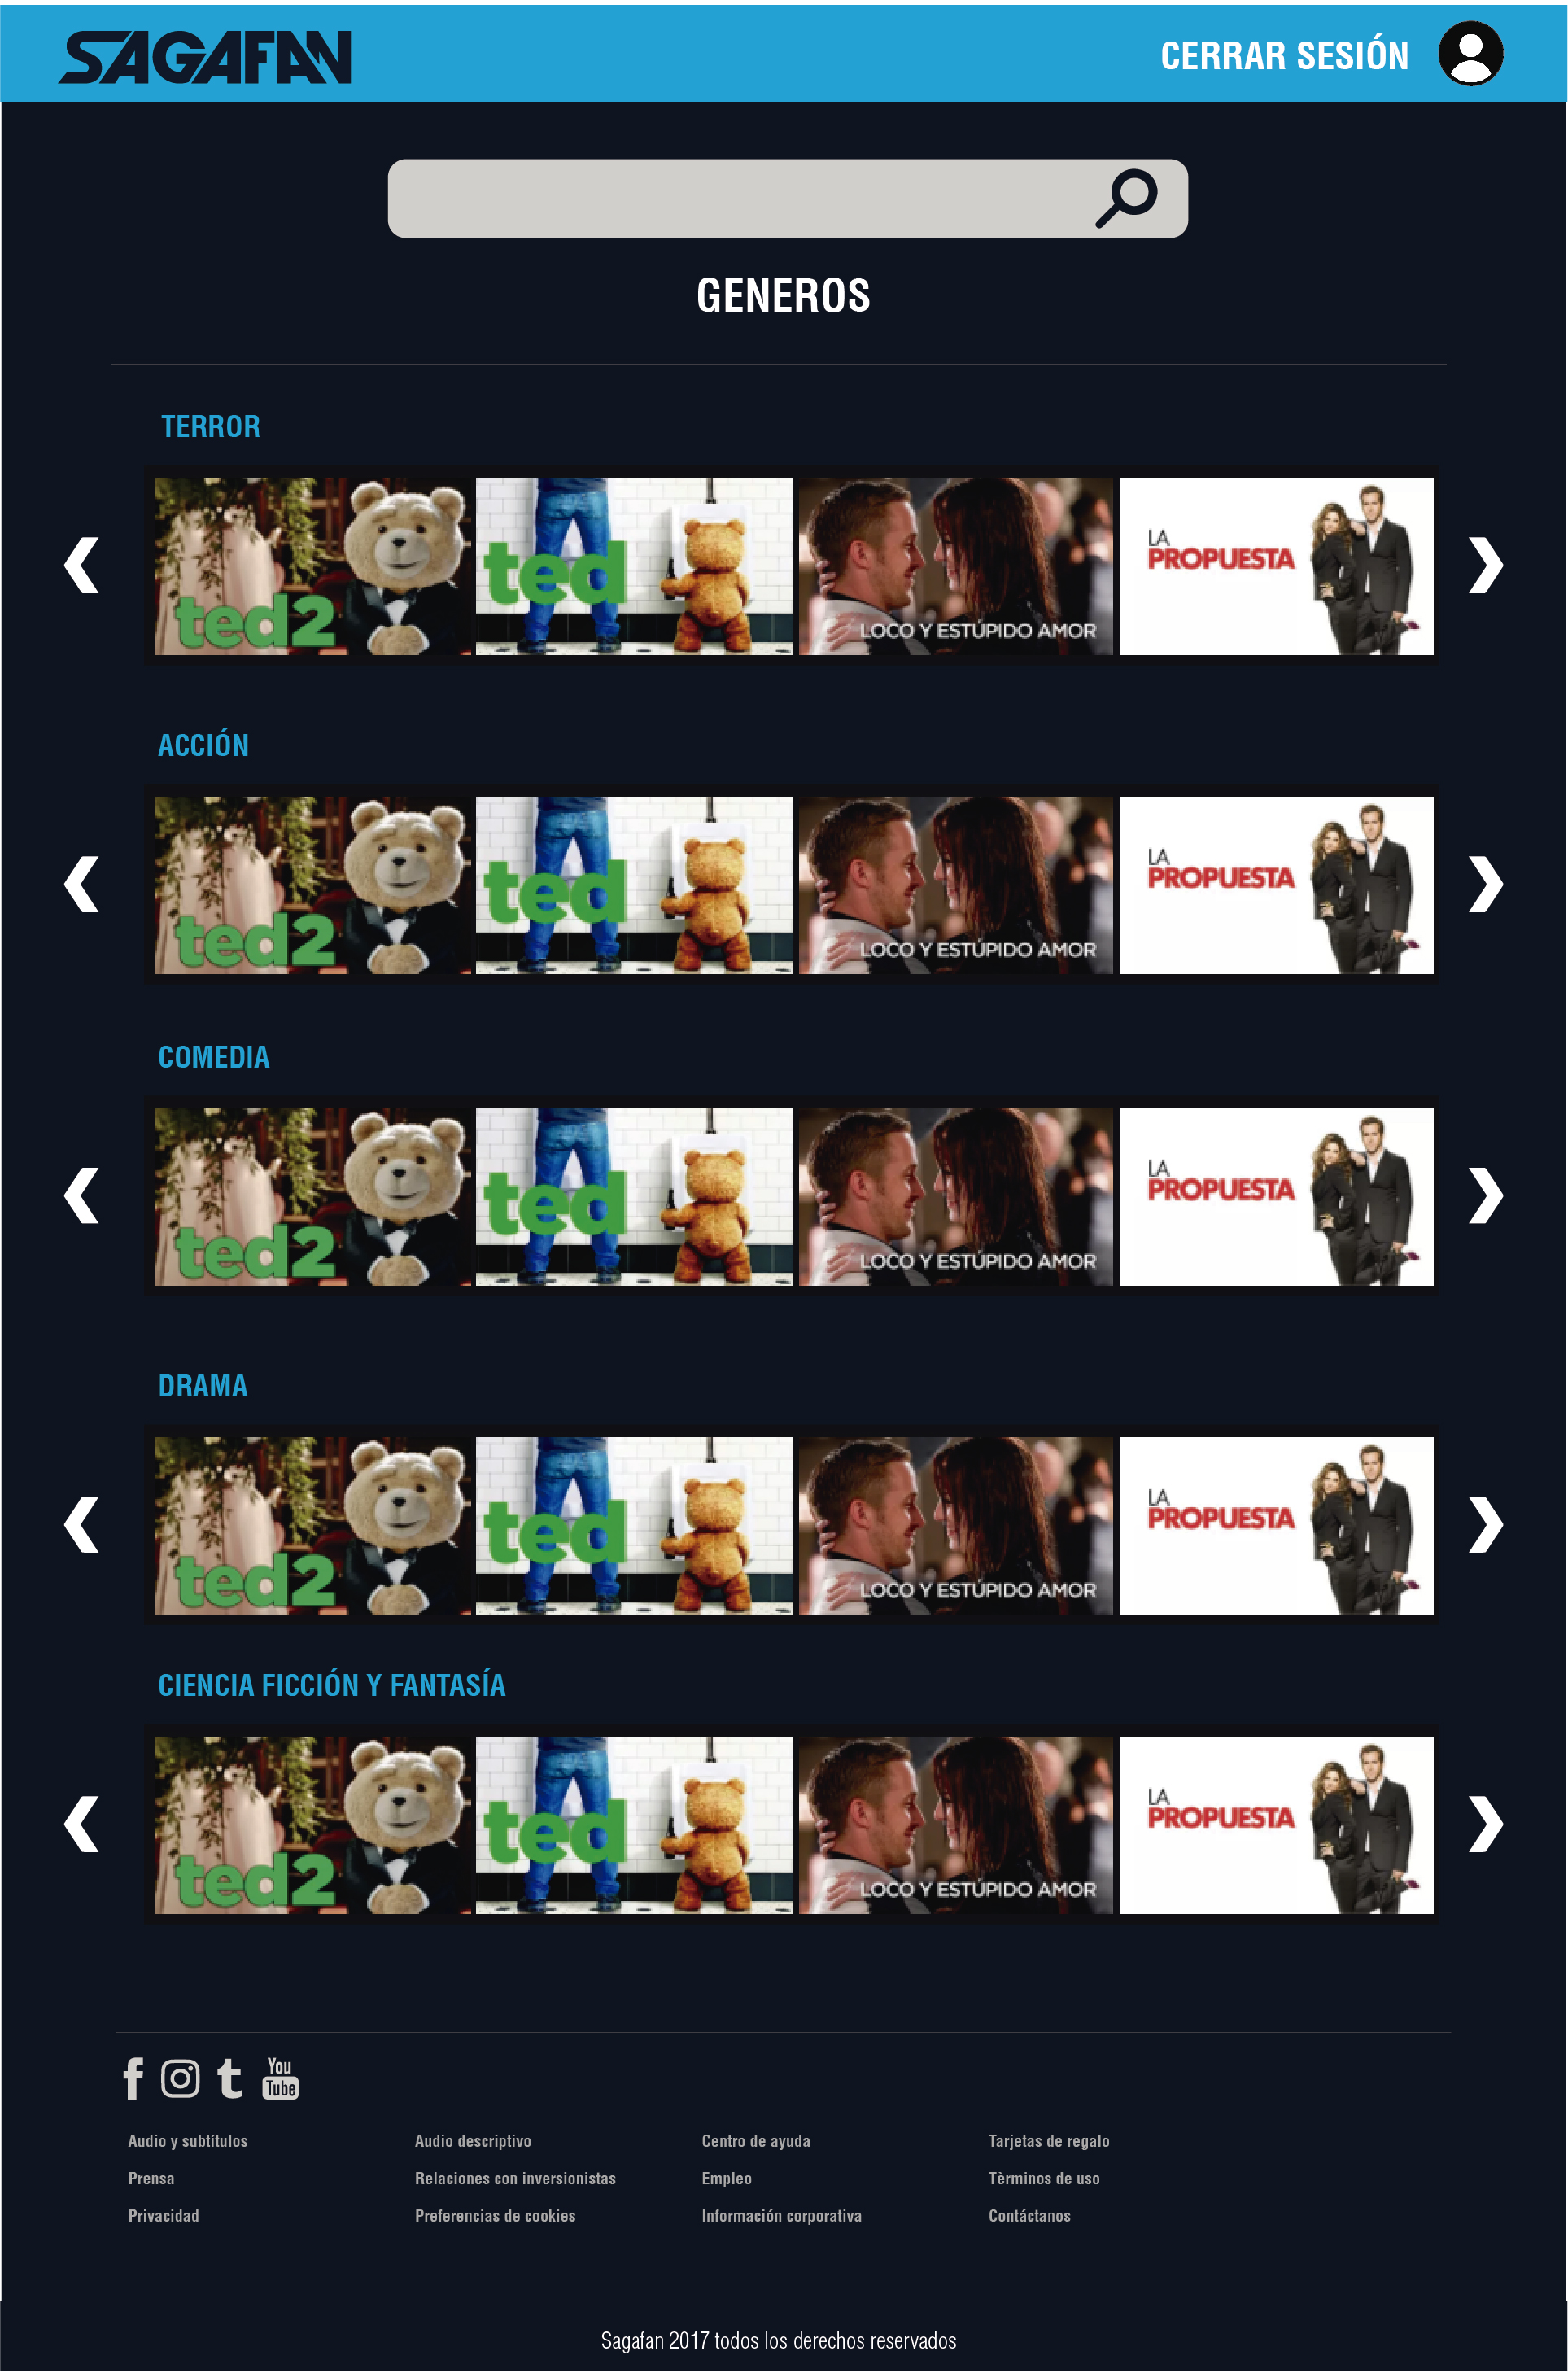 SAGAFAN
CERRAR SESIÓN
GENEROS
TERROR
ted2
ted
LOCO Y ESTÚPIDO AMOR
LA
PROPUESTA
ACCIÓN
ted2
ted
LOCO Y ESTÚPIDO AMOR
LA
PROPUESTA
COMEDIA
ted2
ted
LOCO Y ESTÚPIDO AMOR
LA
PROPUESTA
DRAMA
ted2
ted
LOCO Y ESTÚPIDO AMOR
LA
PROPUESTA
CIENCIA FICCIÓN Y FANTASÍA
ted2
ted
LOCO Y ESTÚPIDO AMOR
LA
PROPUESTA
You
Tube
Audio y subtítulos
Audio descriptivo
Centro de ayuda
Tarjetas de regalo
Prensa
Relaciones con inversionistas
Empleo
Tèrminos de uso
Privacidad
Preferencias de cookies
Información corporativa
Contáctanos
Sagafan 2017 todos los derechos reservados